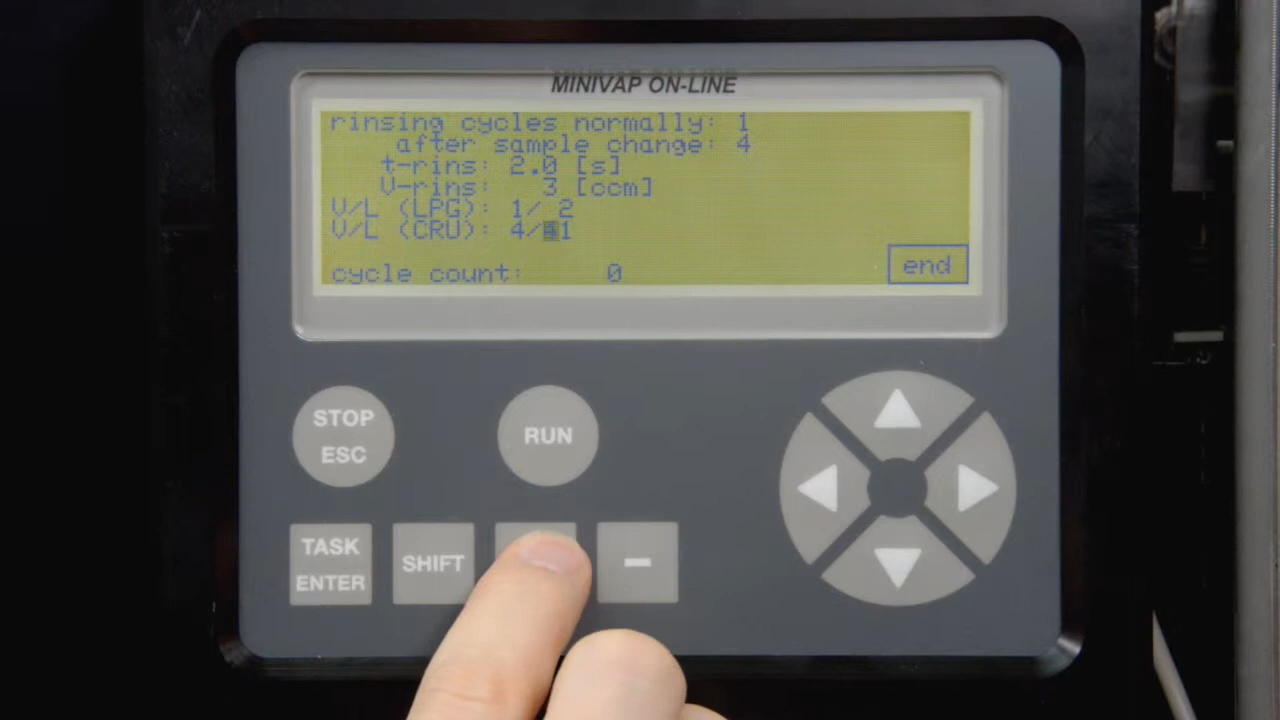 MINIVAP ON-LINE
rinsing cycles normally: 1
after sample change: 4
t-rins: 2.0 [s]
V-rins: 3 [ccm]
V/L (LPG): 1/ 2
V/L (CRU): 4/41
cycle count: 0
end
STOP
ESC
RUN
TASK
ENTER
SHIFT
−